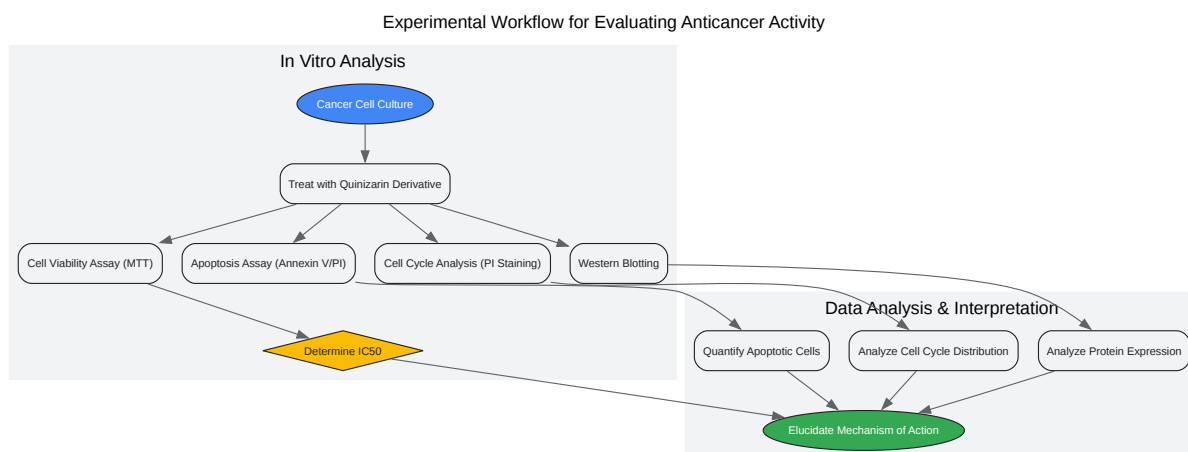 Experimental Workflow for Evaluating Anticancer Activity
In Vitro Analysis
Cancer Cell Culture
Treat with Quinizarin Derivative
Cell Viability Assay (MTT)
Apoptosis Assay (Annexin V/PI)
Cell Cycle Analysis (PI Staining)
Western Blotting
Determine IC50
Data Analysis & Interpretation
Quantify Apoptotic Cells
Analyze Cell Cycle Distribution
Analyze Protein Expression
Elucidate Mechanism of Action